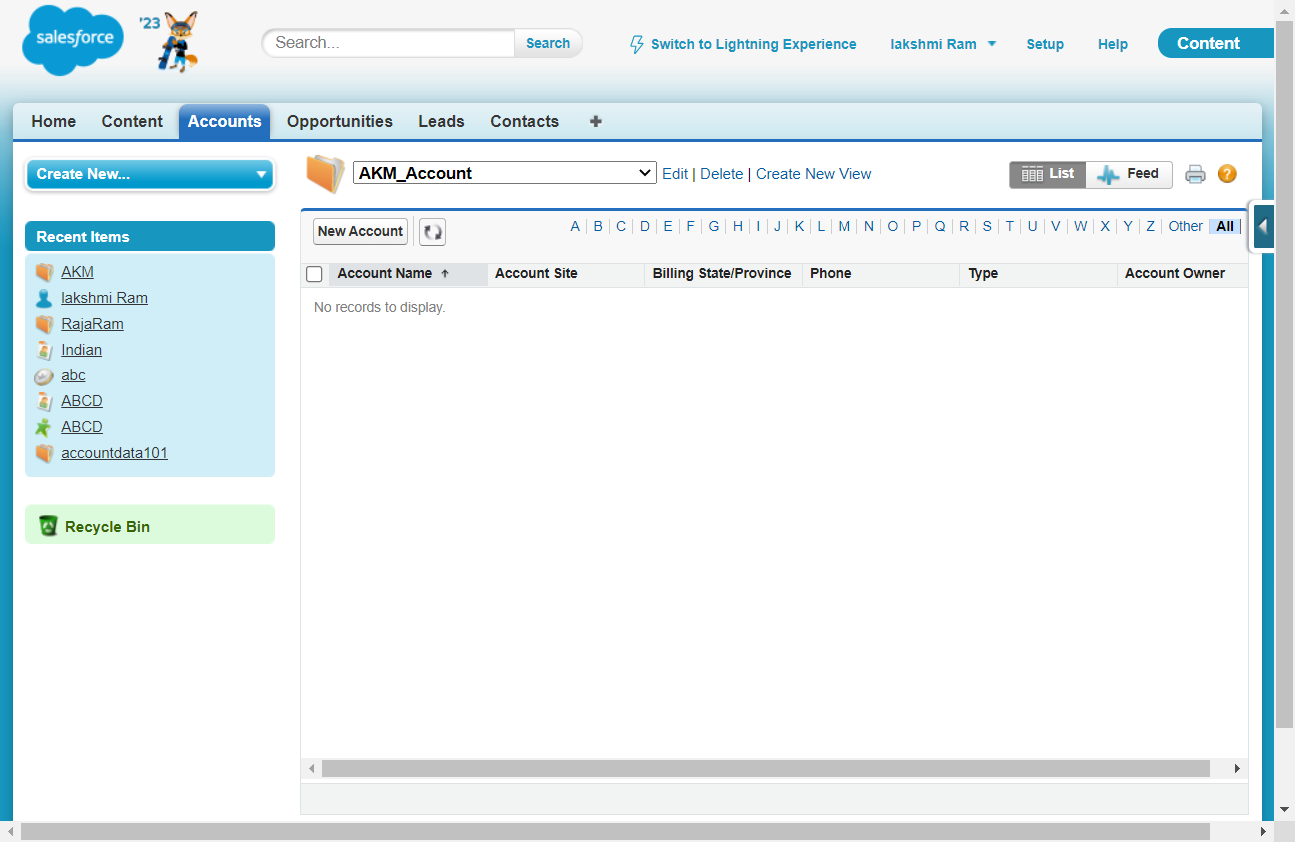 salesforce
'23
Search...
Search
Switch to Lightning Experience
lakshmi Ram
Setup
Help
Content
Home
Content
Accounts
Opportunities
Leads
Contacts
Create New...
AKM_Account
Edit | Delete | Create New View
List
Feed
Recent Items
AKM
lakshmi Ram
RajaRam
Indian
abc
ABCD
ABCD
accountdata101
Recycle Bin
New Account
A | B | C | D | E | F | G | H | I | J | K | L | M | N | O | P | Q | R | S | T | U | V | W | X | Y | Z | Other | All
Account Name
Account Site
Billing State/Province
Phone
Type
Account Owner
No records to display.